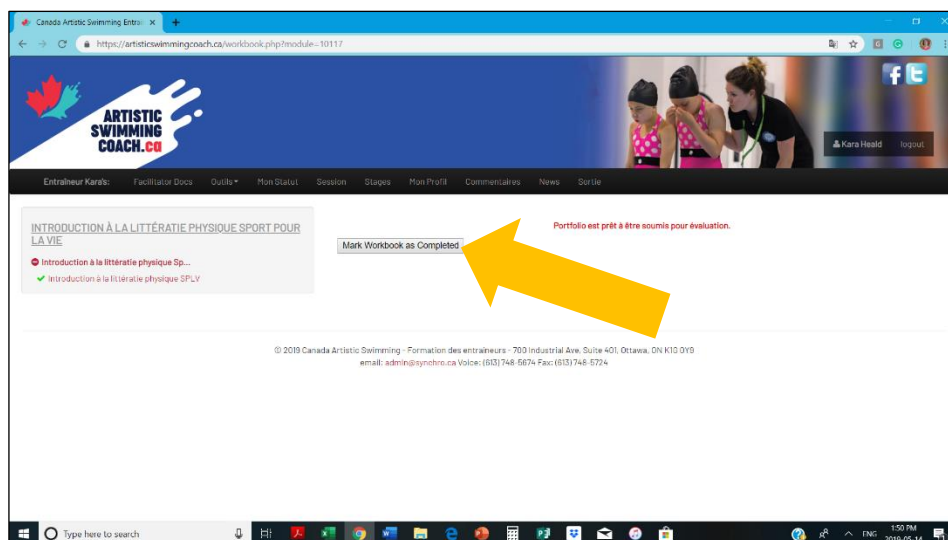 Canada Artistic Swimming Entrai
https://artisticswimmingcoach.ca/workbook.php?module=10117
ARTISTIC
SWIMMING
COACH.ca
Kara Heald logout
Entraîneur Kara's: Facilitator Docs Outils Mon Statut Session Stages Mon Profil Commentaires News Sortie
INTRODUCTION À LA LITTÉRATIE PHYSIQUE SPORT POUR
LA VIE
Introduction à la littératie physique Sp...
Introduction à la littératie physique SPLV
Portfolio est prêt à être soumis pour évaluation.
Mark Workbook as Completed
© 2019 Canada Artistic Swimming - Formation des entraineurs - 700 Industrial Ave. Suite 401, Ottawa, ON K1G 0Y9
email: admin@synchro.ca Voice: (613) 748-5674 Fax: (613) 748-5724
Type here to search
ENG
1:50 PM
2019-05-14